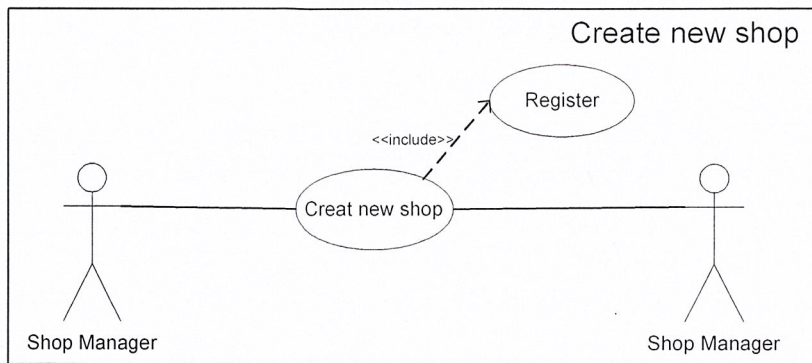 Create new shop
Register
<<include>>
Creat new shop
Shop Manager
Shop Manager